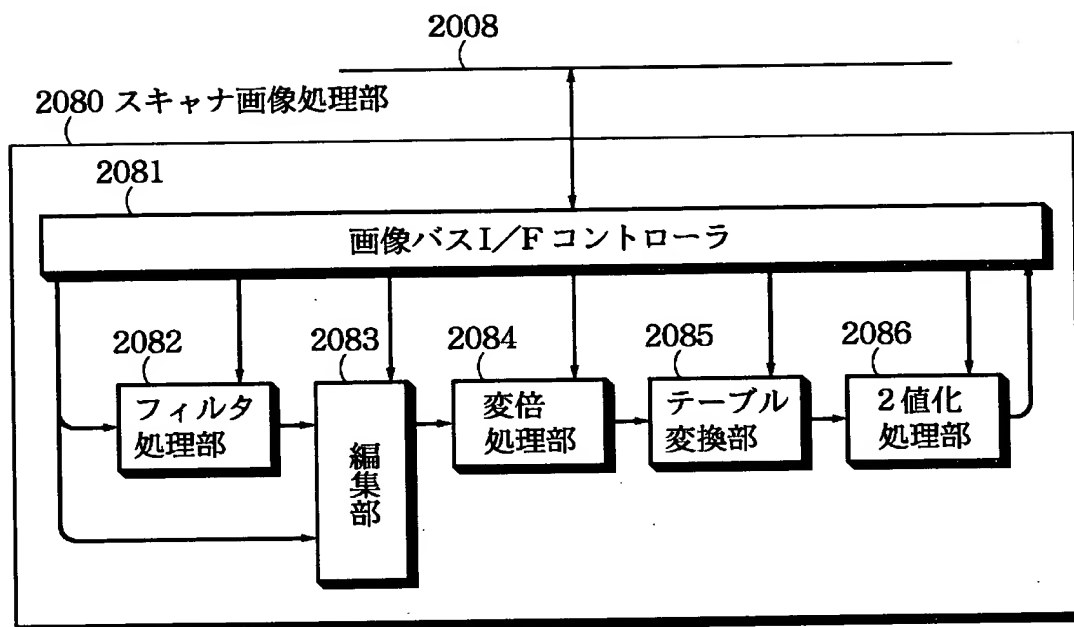 2008
2080 スキャナ画像処理部
2081
画像バスI／Fコントローラ
2082
フィルタ
処理部
2083
編集部
2084
変倍
処理部
2085
テーブル
変換部
2086
2値化
処理部